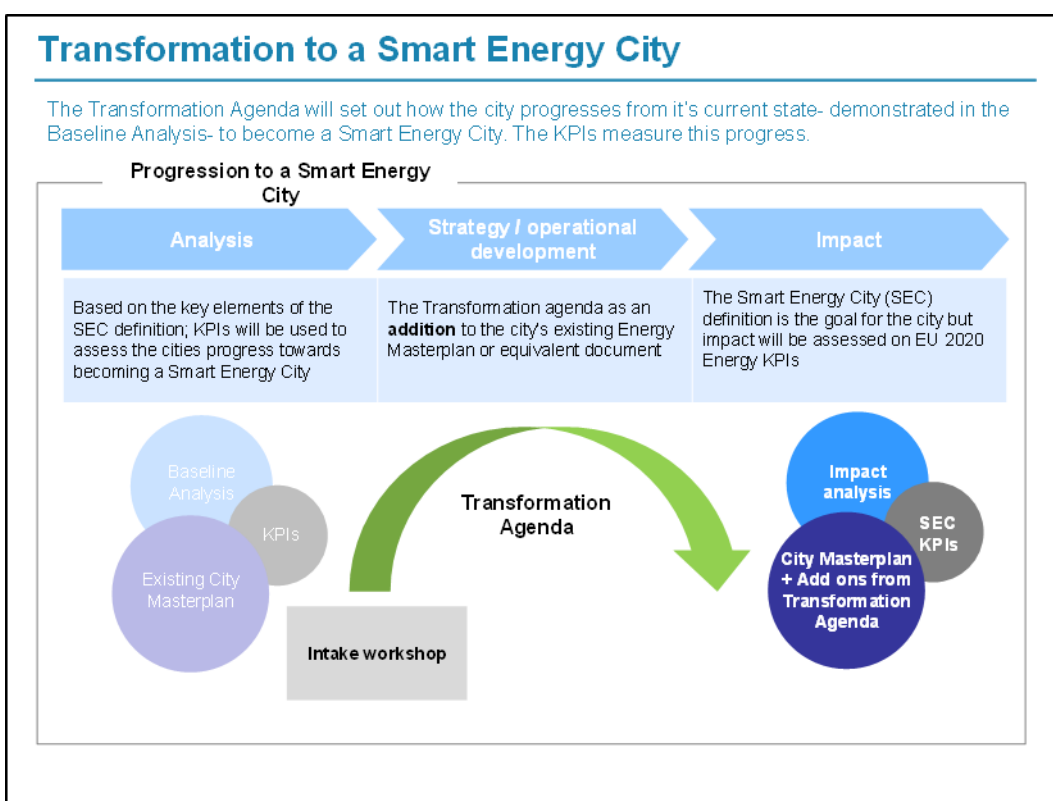 Transformation to a Smart Energy City
The Transformation Agenda will set out how the city progresses from it's current state- demonstrated in the
Baseline Analysis- to become a Smart Energy City. The KPIs measure this progress.
Progression to a Smart Energy
City
Analysis
Strategy / operational
development
Impact
Based on the key elements of the
SEC definition; KPIs will be used to
assess the cities progress towards
becoming a Smart Energy City
The Transformation agenda as an
addition to the city's existing Energy
Masterplan or equivalent document
The Smart Energy City (SEC)
definition is the goal for the city but
impact will be assessed on EU 2020
Energy KPIs
Baseline
Analysis
KPIs
Existing City
Masterplan
Transformation
Agenda
Intake workshop
Impact
analysis
SEC
KPIs
City Masterplan
+ Add ons from
Transformation
Agenda